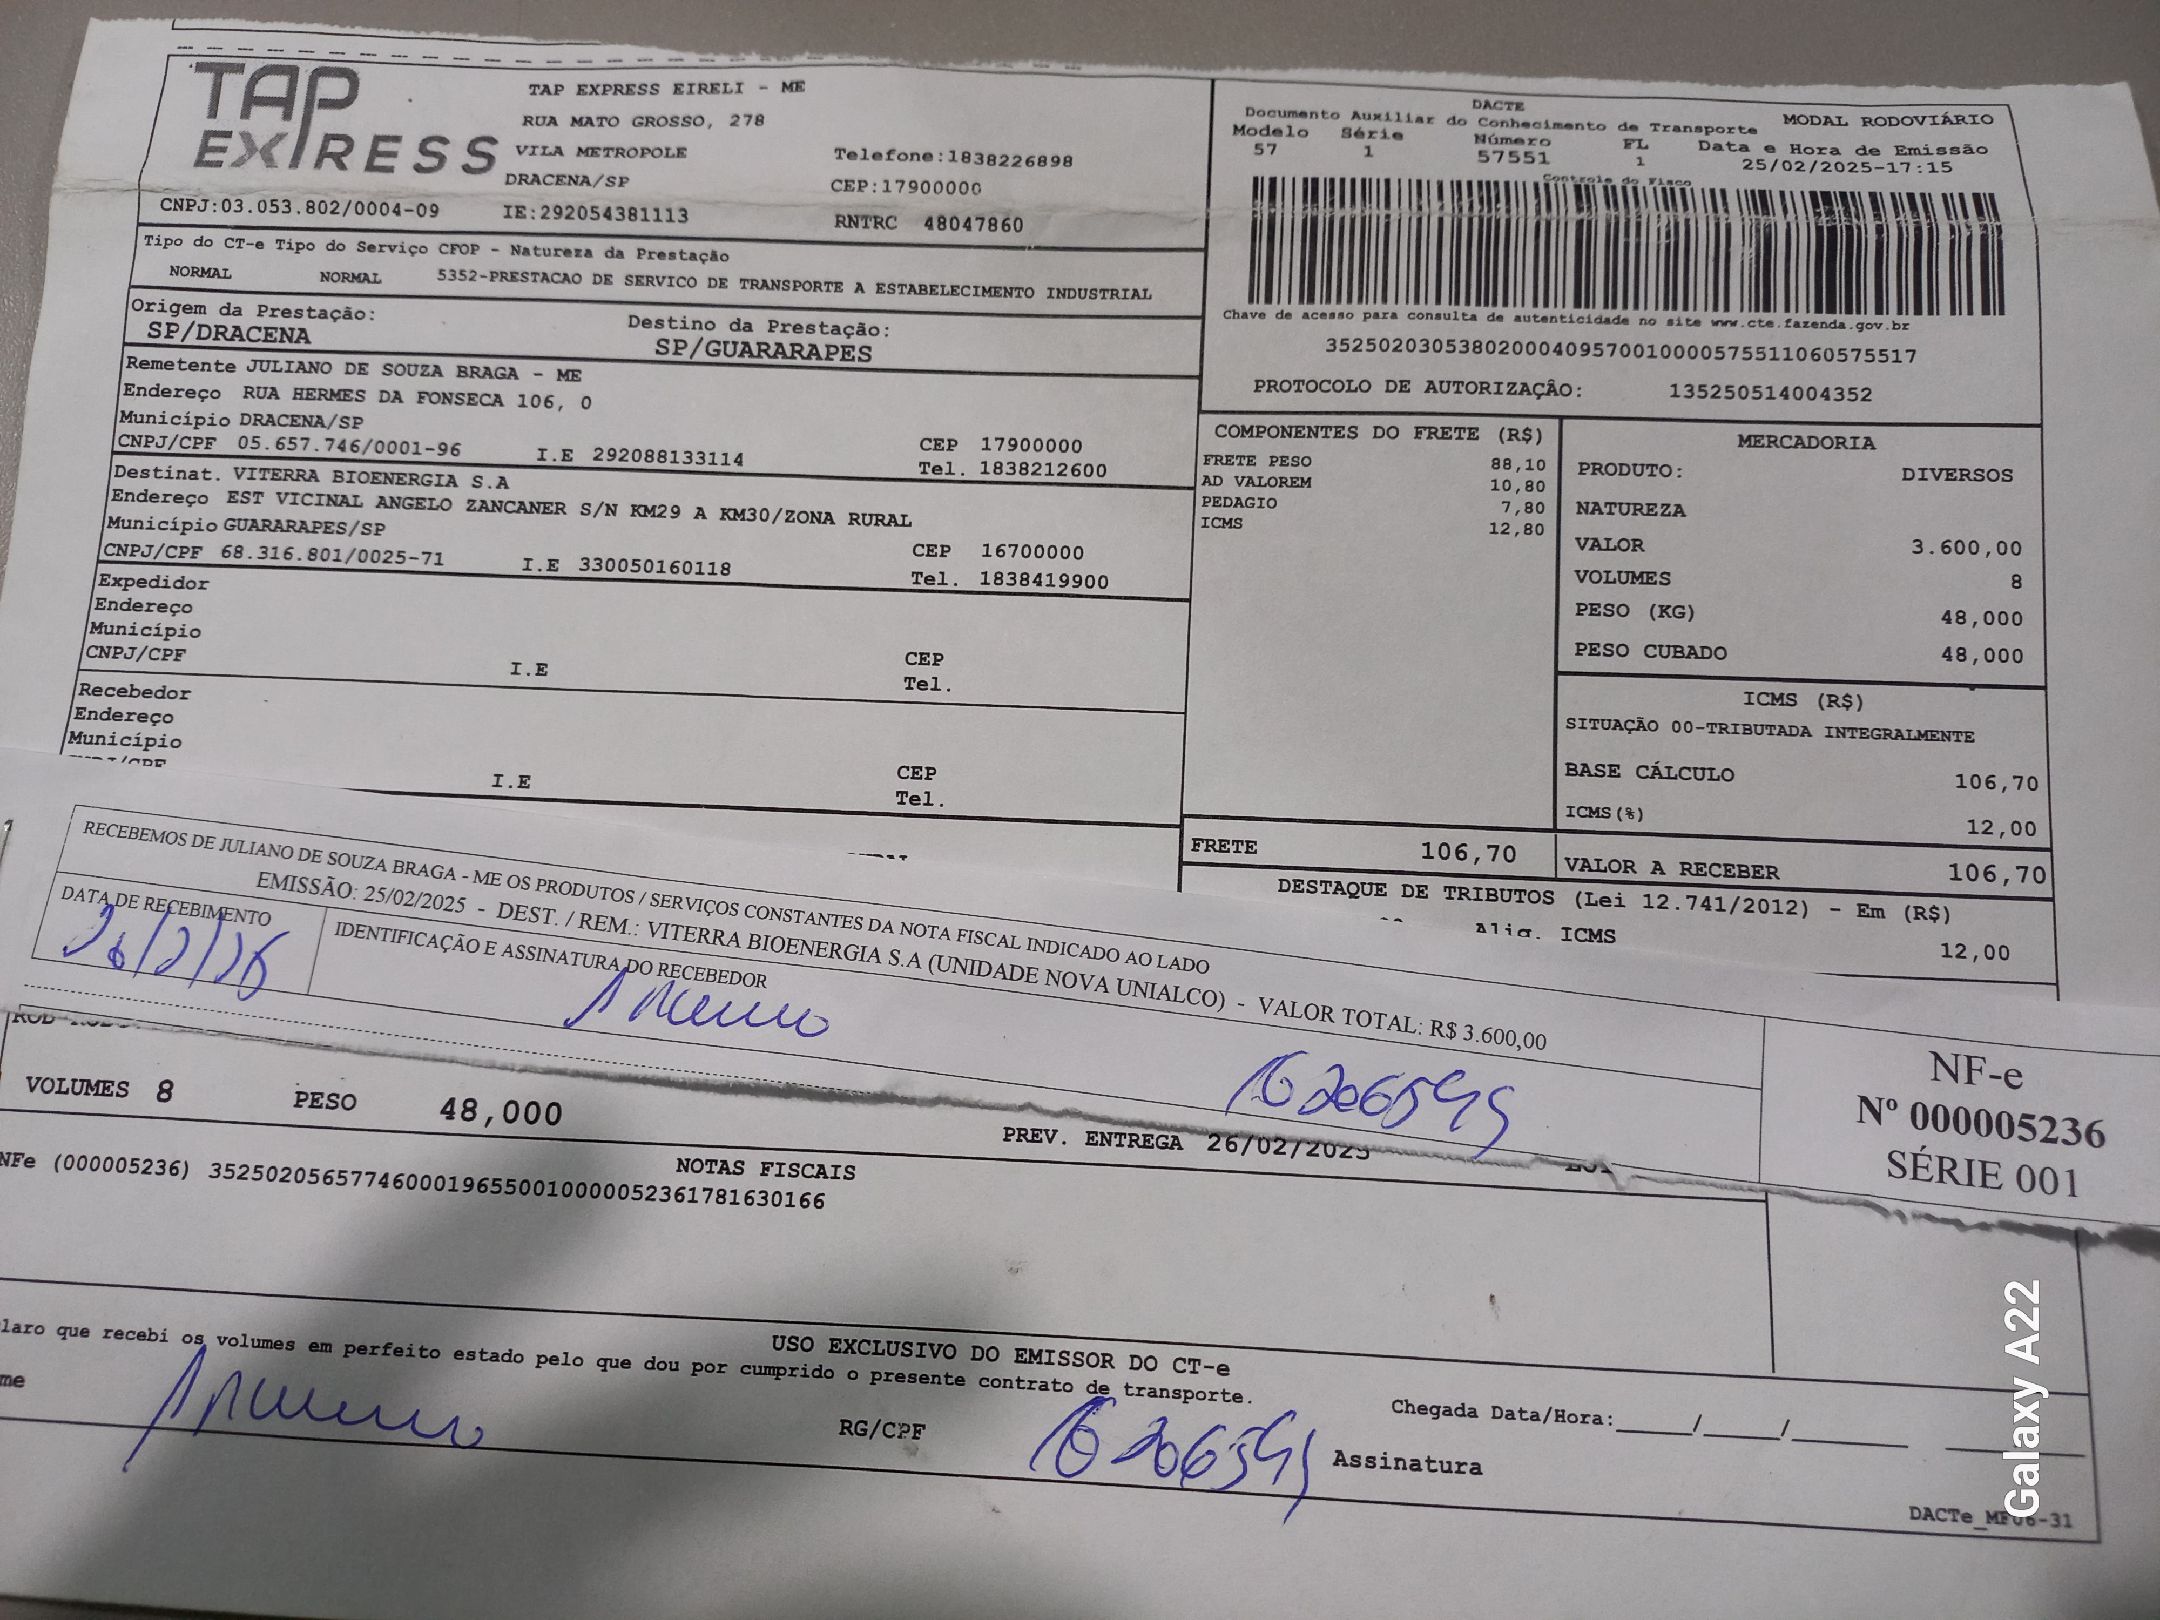 TAP EXPRESS
TAP EXPRESS EIRELI - ME
RUA MATO GROSSO, 278
VILA METROPOLE Telefone:1838226898
DRACENA/SP CEP:17900000
CNPJ:03.053.802/0004-09 IE:292054381113 RNTRC 48047860
DACTE
Documento Auxiliar do Conhecimento de Transporte MODAL RODOVIÁRIO
Modelo Série Número FL Data e Hora de Emissão
57 1 57551 1 25/02/2025-17:15
Controle do Fisco
Chave de acesso para consulta de autenticidade no site www.cte.fazenda.gov.br
35250203053802000409570010000575511060575517
PROTOCOLO DE AUTORIZAÇÃO: 135250514004352
Tipo do CT-e Tipo do Serviço CFOP - Natureza da Prestação
NORMAL NORMAL 5352-PRESTACAO DE SERVICO DE TRANSPORTE A ESTABELECIMENTO INDUSTRIAL
Origem da Prestação: Destino da Prestação:
SP/DRACENA SP/GUARARAPES
Remetente JULIANO DE SOUZA BRAGA - ME
Endereço RUA HERMES DA FONSECA 106, 0
Município DRACENA/SP CEP 17900000
CNPJ/CPF 05.657.746/0001-96 I.E 292088133114 Tel. 1838212600
Destinat. VITERRA BIOENERGIA S.A
Endereço EST VICINAL ANGELO ZANCANER S/N KM29 A KM30/ZONA RURAL
Município GUARARAPES/SP CEP 16700000
CNPJ/CPF 68.316.801/0025-71 I.E 330050160118 Tel. 1838419900
Expedidor
Endereço
Município CEP
CNPJ/CPF I.E Tel.
Recebedor
Endereço
Município CEP
I.E Tel.
COMPONENTES DO FRETE (R$)
FRETE PESO 88,10
AD VALOREM 10,80
PEDAGIO 7,80
ICMS 12,80
MERCADORIA
PRODUTO: DIVERSOS
NATUREZA
VALOR 3.600,00
VOLUMES 8
PESO (KG) 48,000
PESO CUBADO 48,000
ICMS (R$)
SITUAÇÃO 00-TRIBUTADA INTEGRALMENTE
BASE CÁLCULO 106,70
ICMS(%) 12,00
FRETE 106,70 VALOR A RECEBER 106,70
DESTAQUE DE TRIBUTOS (Lei 12.741/2012) - Em (R$)
Aliq. ICMS 12,00
RECEBEMOS DE JULIANO DE SOUZA BRAGA - ME OS PRODUTOS / SERVIÇOS CONSTANTES DA NOTA FISCAL INDICADO AO LADO
EMISSÃO: 25/02/2025 - DEST. / REM.: VITERRA BIOENERGIA S.A (UNIDADE NOVA UNIALCO) - VALOR TOTAL: R$ 3.600,00
DATA DE RECEBIMENTO IDENTIFICAÇÃO E ASSINATURA DO RECEBEDOR
NF-e
Nº 000005236
SÉRIE 001
VOLUMES 8 PESO 48,000 PREV. ENTREGA 26/02/2025
NOTAS FISCAIS
NFe (000005236) 35250205657746000196550010000052361781630166
USO EXCLUSIVO DO EMISSOR DO CT-e
laro que recebi os volumes em perfeito estado pelo que dou por cumprido o presente contrato de transporte.
me RG/CPF Assinatura
Chegada Data/Hora:_____/_____/_____
DACTe_MF06-31
Galaxy A22